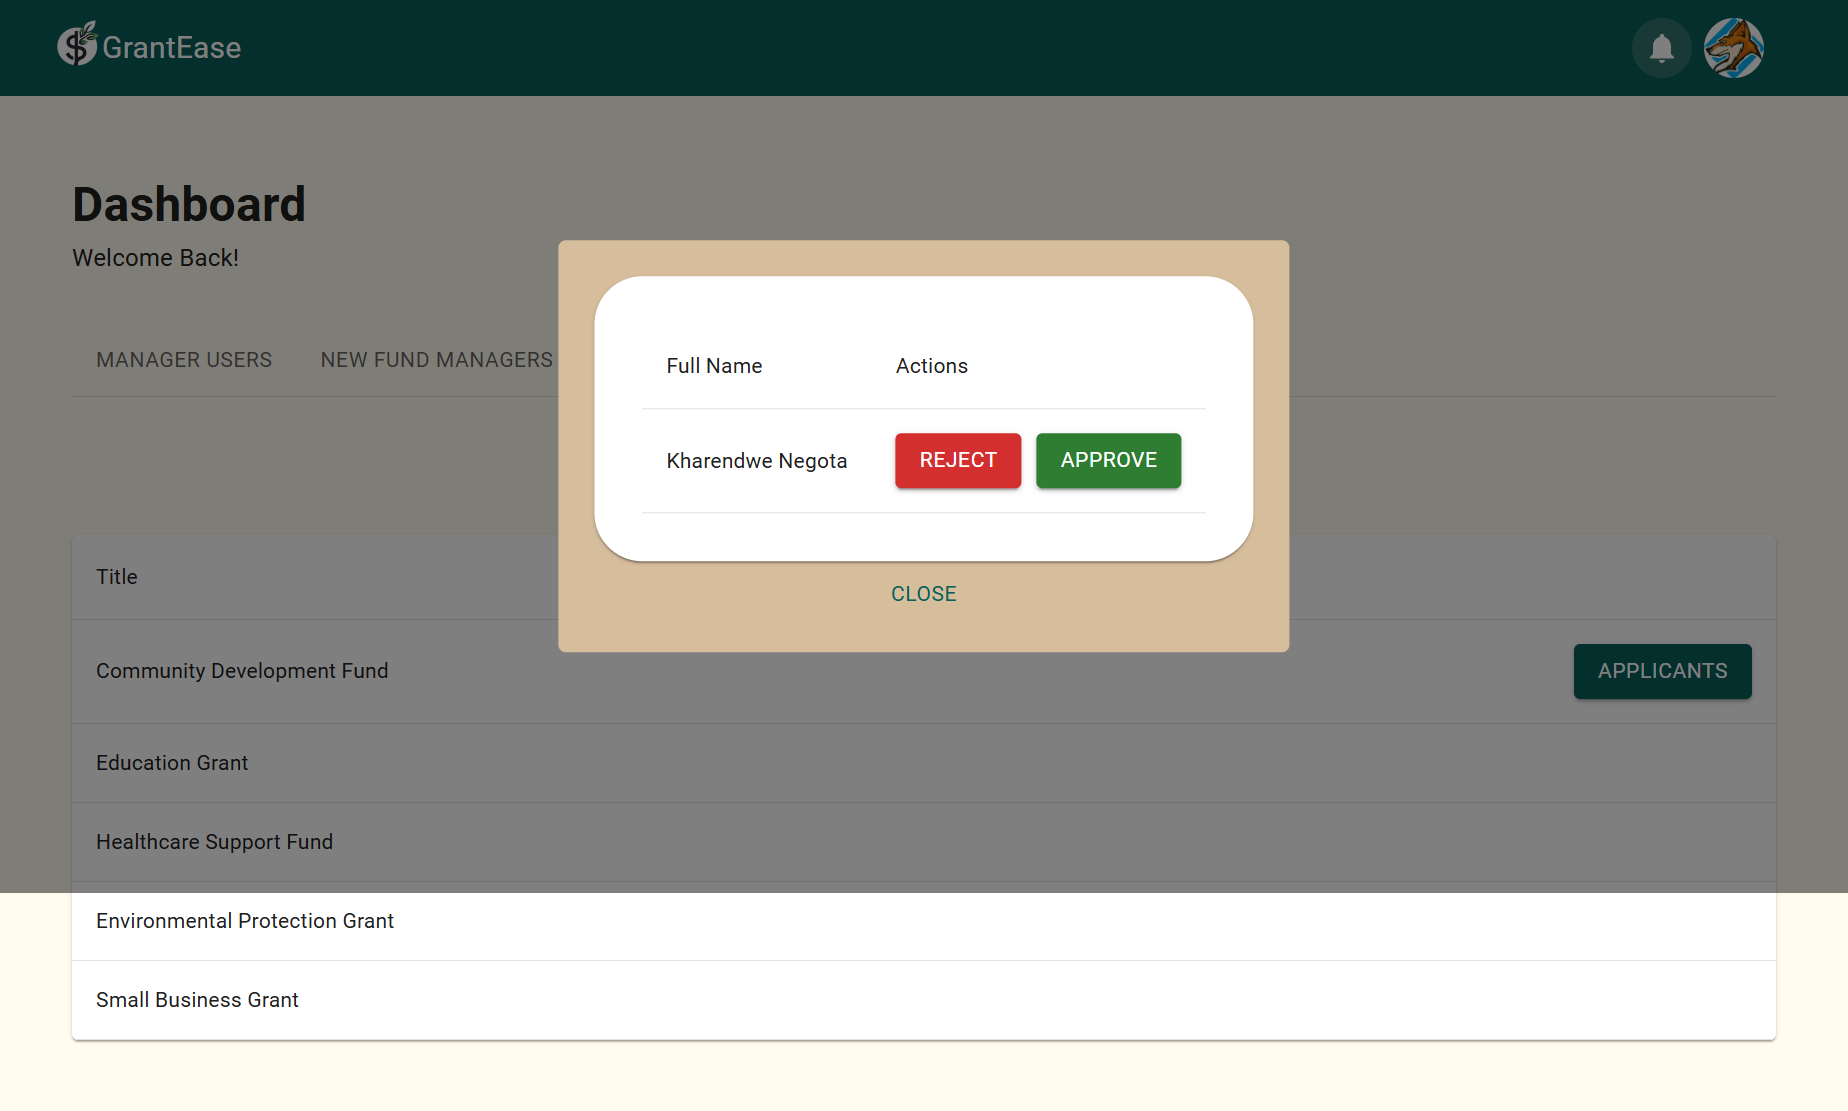 GrantEase
Dashboard
Welcome Back!
MANAGER USERS
NEW FUND MANAGERS
Full Name
Actions
Kharendwe Negota
REJECT
APPROVE
CLOSE
Title
Community Development Fund
APPLICANTS
Education Grant
Healthcare Support Fund
Environmental Protection Grant
Small Business Grant